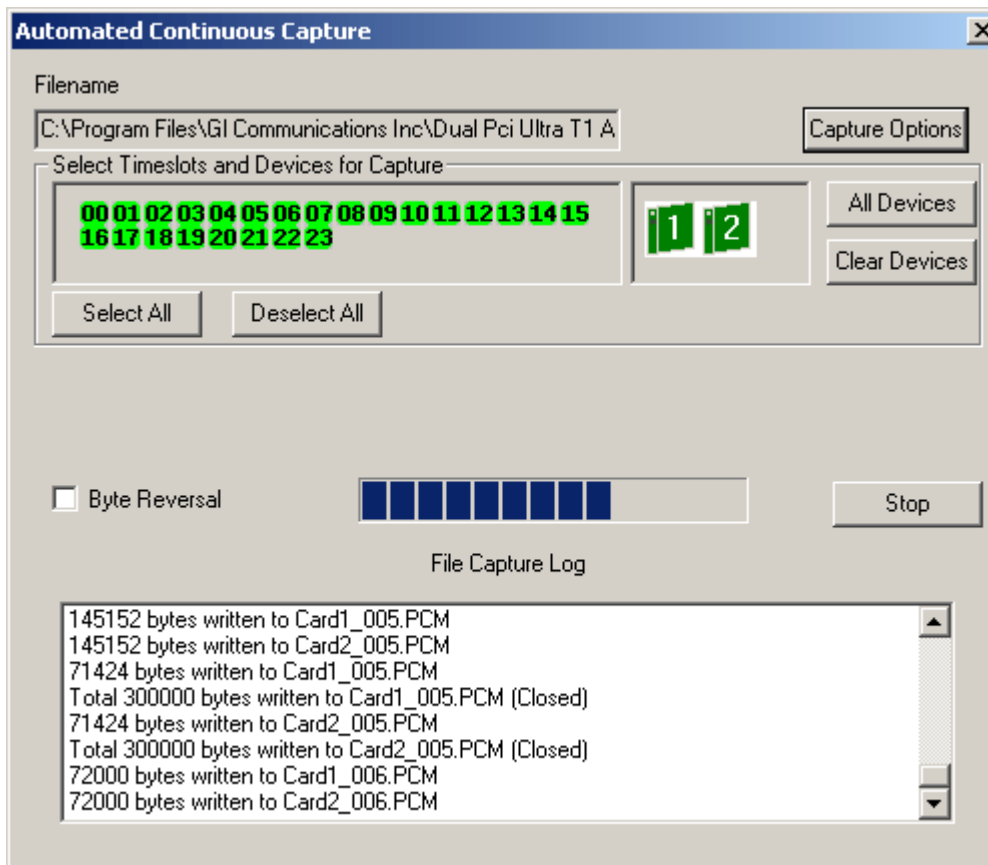 Automated Continuous Capture
Filename
C:\Program Files\Gl Communications Inc\Dual Pci Ultra T1 A
Capture Options
Select Timeslots and Devices for Capture
00 01 02 03 04 05 06 07 08 09 10 11 12 13 14 15
16 17 18 19 20 21 22 23
1 2
All Devices
Clear Devices
Select All
Deselect All
Byte Reversal
Stop
File Capture Log
145152 bytes written to Card1_005.PCM
145152 bytes written to Card2_005.PCM
71424 bytes written to Card1_005.PCM
Total 300000 bytes written to Card1_005.PCM (Closed)
71424 bytes written to Card2_005.PCM
Total 300000 bytes written to Card2_005.PCM (Closed)
72000 bytes written to Card1_006.PCM
72000 bytes written to Card2_006.PCM